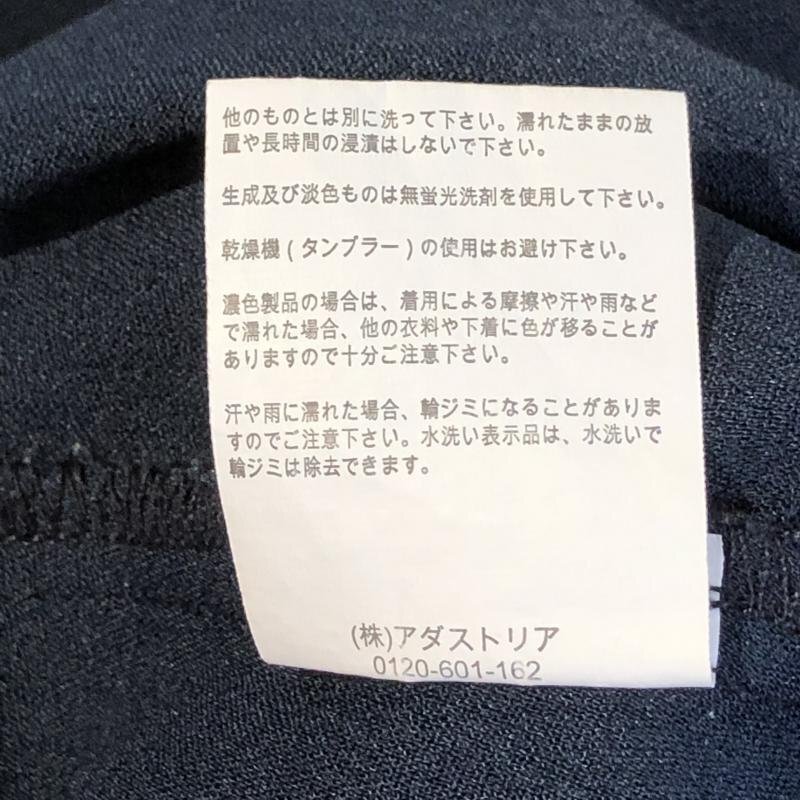 他のものとは別に洗って下さい。濡れたままの放
置や長時間の浸漬はしないで下さい。
生成及び淡色ものは無蛍光洗剤を使用して下さい。
乾燥機(タンブラー)の使用はお避け下さい。
濃色製品の場合は、着用による摩擦や汗や雨など
で濡れた場合、他の衣料や下着に色が移ることが
ありますので十分ご注意下さい。
汗や雨に濡れた場合、輪ジミになることがありま
すのでご注意下さい。水洗い表示品は、水洗いで
輪ジミは除去できます。
(株)アダストリア
0120-601-162